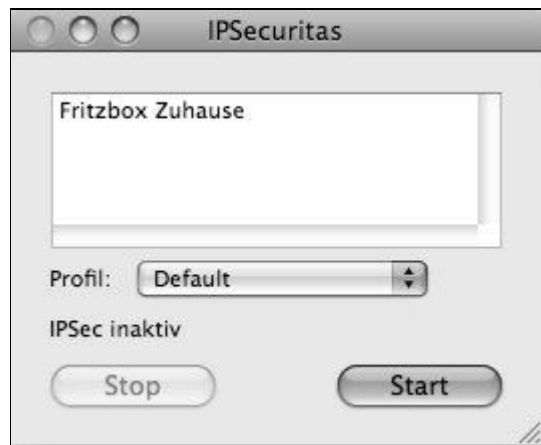 IPSecuritas
Fritzbox Zuhause
Profil: Default
IPSec inaktiv
Stop Start